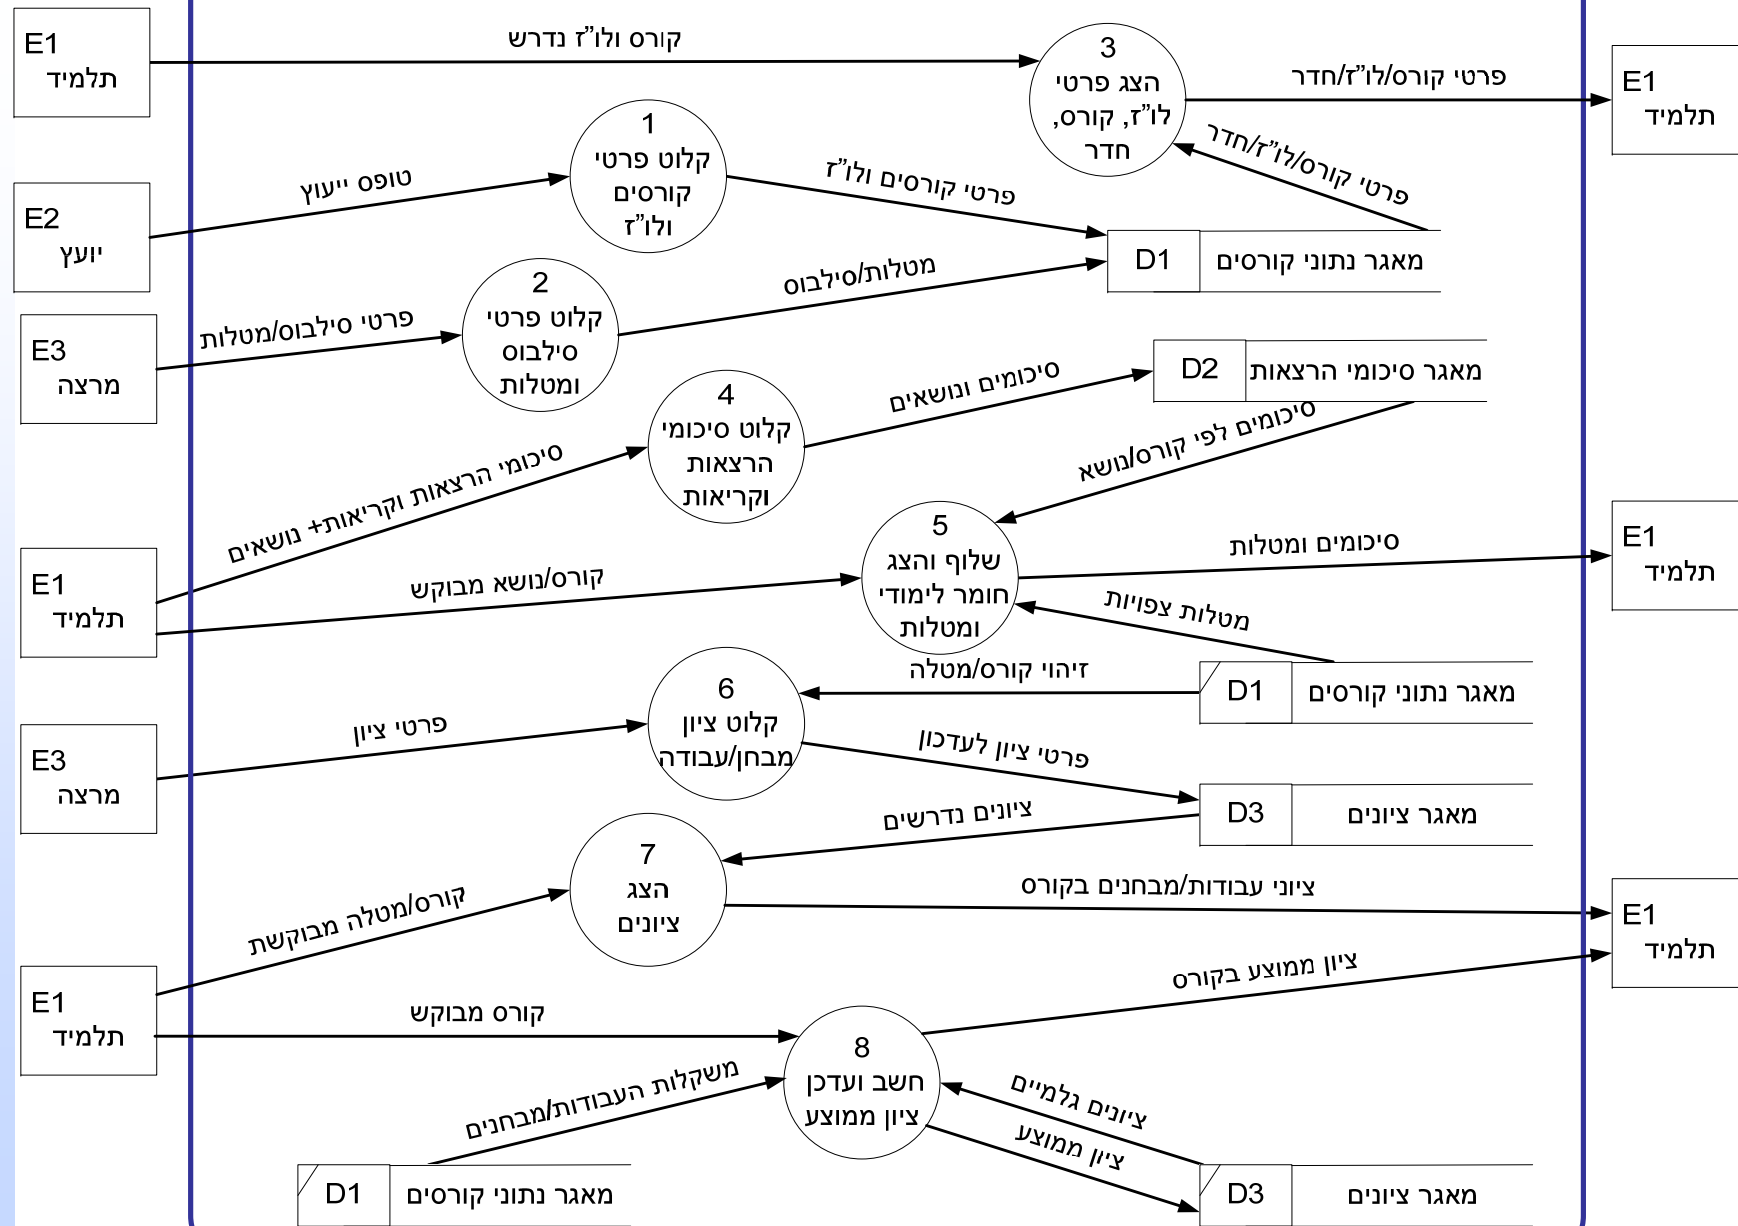 E1
תלמיד
קורס ולו"ז נדרש
3
הצג פרטי
לו"ז, קורס,
חדר
פרטי קורס/לו"ז/חדר
E1
תלמיד
E2
יועץ
טופס ייעוץ
1
קלוט פרטי
קורסים
ולו"ז
פרטי קורסים ולו"ז
פרטי קורס/לו"ז/חדר
D1
מאגר נתוני קורסים
E3
מרצה
פרטי סילבוס/מטלות
2
קלוט פרטי
סילבוס
ומטלות
מטלות/סילבוס
D2
מאגר סיכומי הרצאות
סיכומי הרצאות וקריאות+ נושאים
4
קלוט סיכומי
הרצאות
וקריאות
סיכומים ונושאים
סיכומים לפי קורס/נושא
E1
תלמיד
קורס/נושא מבוקש
5
שלוף והצג
חומר לימודי
ומטלות
סיכומים ומטלות
E1
תלמיד
מטלות צפויות
D1
מאגר נתוני קורסים
זיהוי קורס/מטלה
E3
מרצה
פרטי ציון
6
קלוט ציון
מבחן/עבודה
פרטי ציון לעדכון
D3
מאגר ציונים
ציונים נדרשים
7
הצג
ציונים
קורס/מטלה מבוקשת
ציוני עבודות/מבחנים בקורס
E1
תלמיד
E1
תלמיד
קורס מבוקש
8
חשב ועדכן
ציון ממוצע
ציון ממוצע בקורס
משקלות העבודות/מבחנים
ציונים גלמיים
ציון ממוצע
D1
מאגר נתוני קורסים
D3
מאגר ציונים